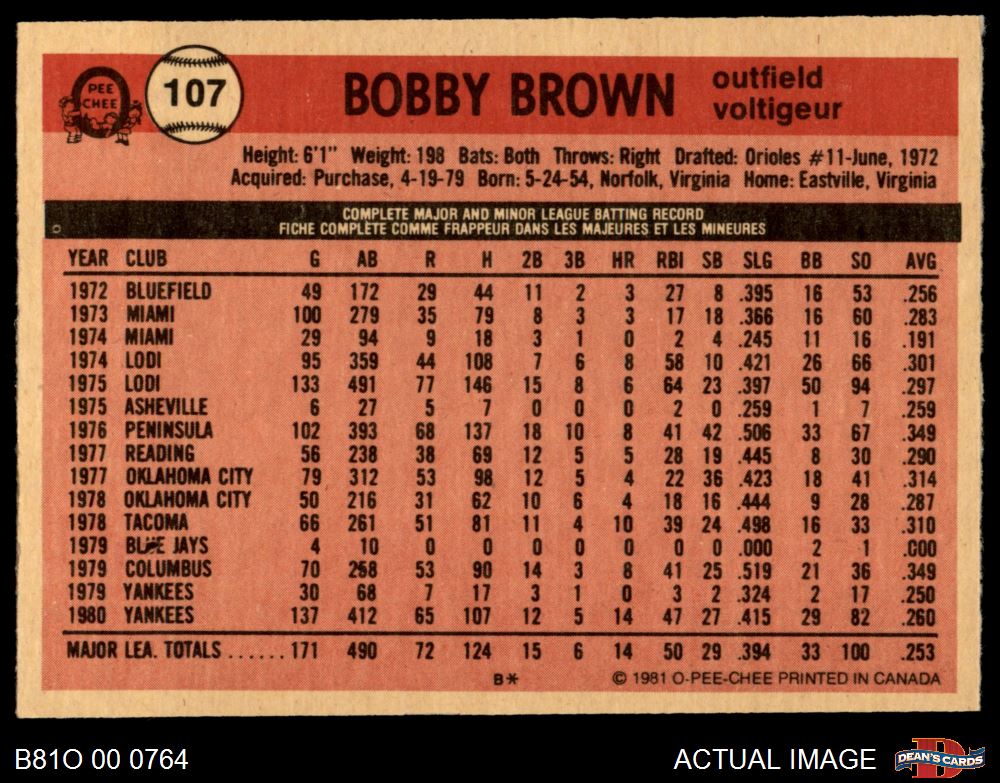 PEE
CHEE
107
BOBBY BROWN
outfield
voltigeur
Height: 6'1" Weight: 198 Bats: Both Throws: Right Drafted: Orioles #11-June, 1972
Acquired: Purchase, 4-19-79 Born: 5-24-54, Norfolk, Virginia Home: Eastville, Virginia
COMPLETE MAJOR AND MINOR LEAGUE BATTING RECORD
FICHE COMPLÈTE COMME FRAPPEUR DANS LES MAJEURES ET LES MINEURES
YEAR CLUB G AB R H 2B 3B HR RBI SB SLG BB SO AVG
1972 BLUEFIELD 49 172 29 44 11 2 3 27 8 .395 16 53 .256
1973 MIAMI 100 279 35 79 8 3 3 17 18 .366 16 60 .283
1974 MIAMI 29 94 9 18 3 1 0 2 4 .245 11 16 .191
1974 LODI 95 359 44 108 7 6 8 58 10 .421 26 66 .301
1975 LODI 133 491 77 146 15 8 6 64 23 .397 50 94 .297
1975 ASHEVILLE 6 27 5 7 0 0 0 2 0 .259 1 7 .259
1976 PENINSULA 102 393 68 137 18 10 8 41 42 .506 33 67 .349
1977 READING 56 238 38 69 12 5 5 28 19 .445 8 30 .290
1977 OKLAHOMA CITY 79 312 53 98 12 5 4 22 36 .423 18 41 .314
1978 OKLAHOMA CITY 50 216 31 62 10 6 4 18 16 .444 9 28 .287
1978 TACOMA 66 261 51 81 11 4 10 39 24 .498 16 33 .310
1979 BLUE JAYS 4 10 0 0 0 0 0 0 0 .000 2 1 .000
1979 COLUMBUS 70 258 53 90 14 3 8 41 25 .519 21 36 .349
1979 YANKEES 30 68 7 17 3 1 0 3 2 .324 2 17 .250
1980 YANKEES 137 412 65 107 12 5 14 47 27 .415 29 82 .260
MAJOR LEA. TOTALS ...... 171 490 72 124 15 6 14 50 29 .394 33 100 .253
B* © 1981 O-PEE-CHEE PRINTED IN CANADA
B81O 00 0764
ACTUAL IMAGE
DEAN'S CARDS